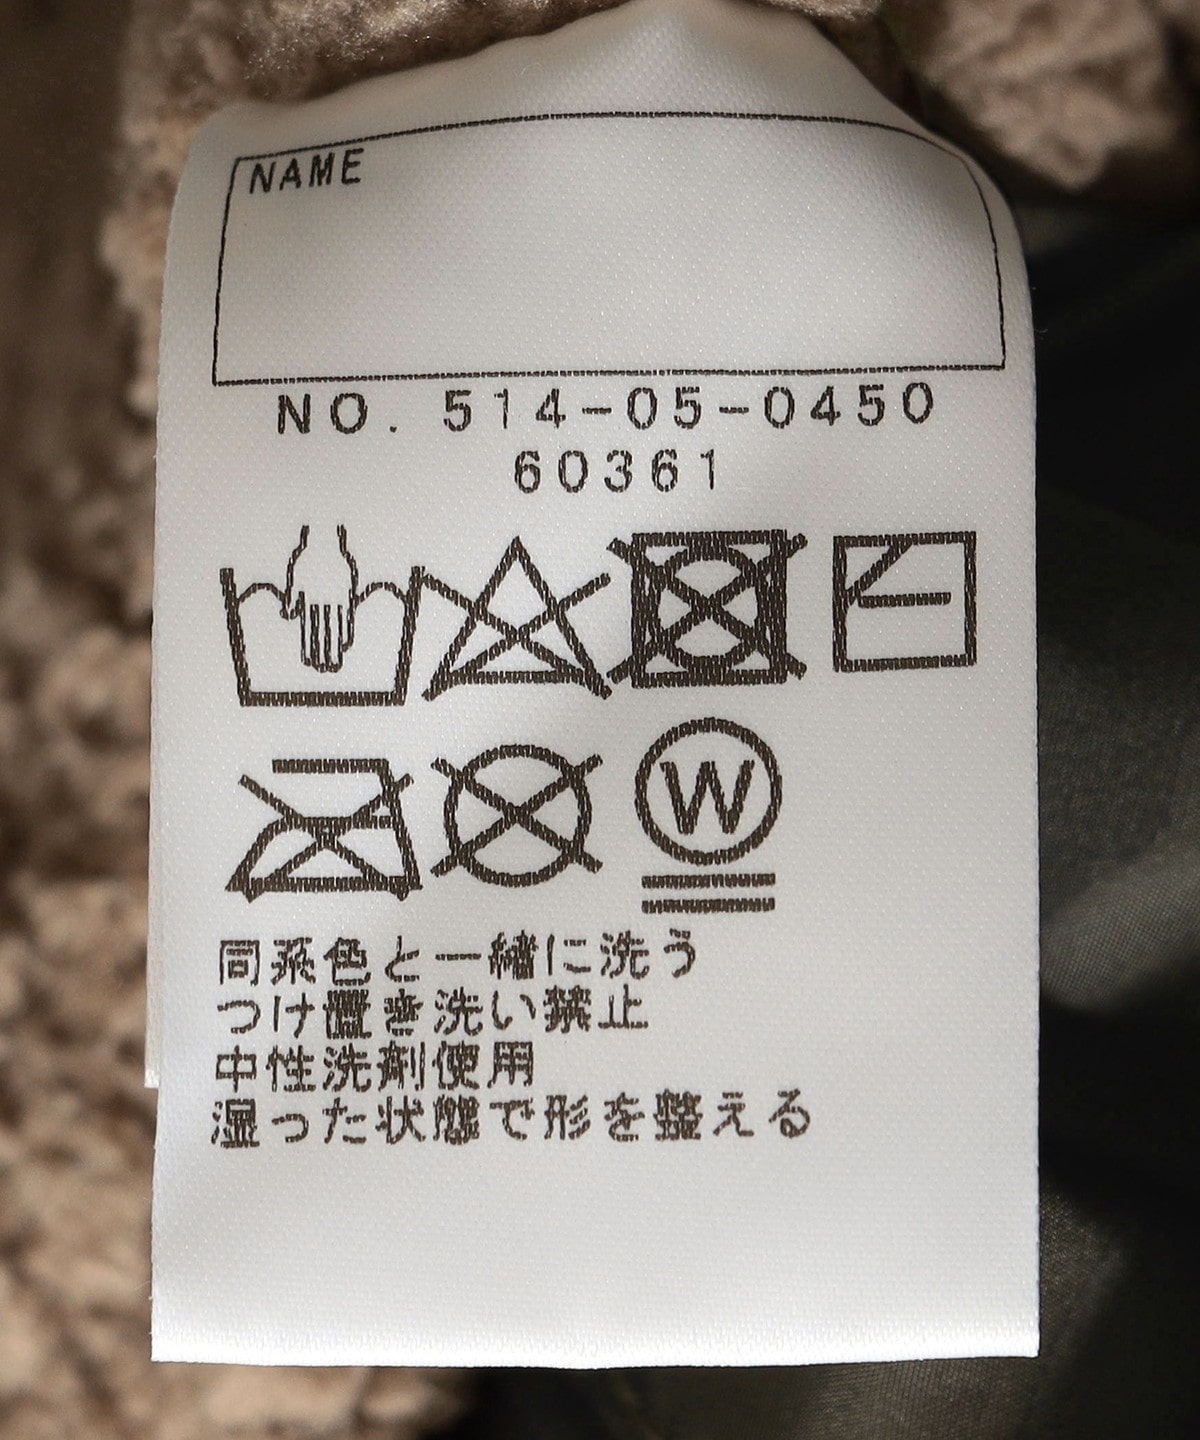 NAME
NO. 514-05-0450
60361
W
同系色と一緒に洗う
つけ置き洗い禁止
中性洗剤使用
湿った状態で形を整える